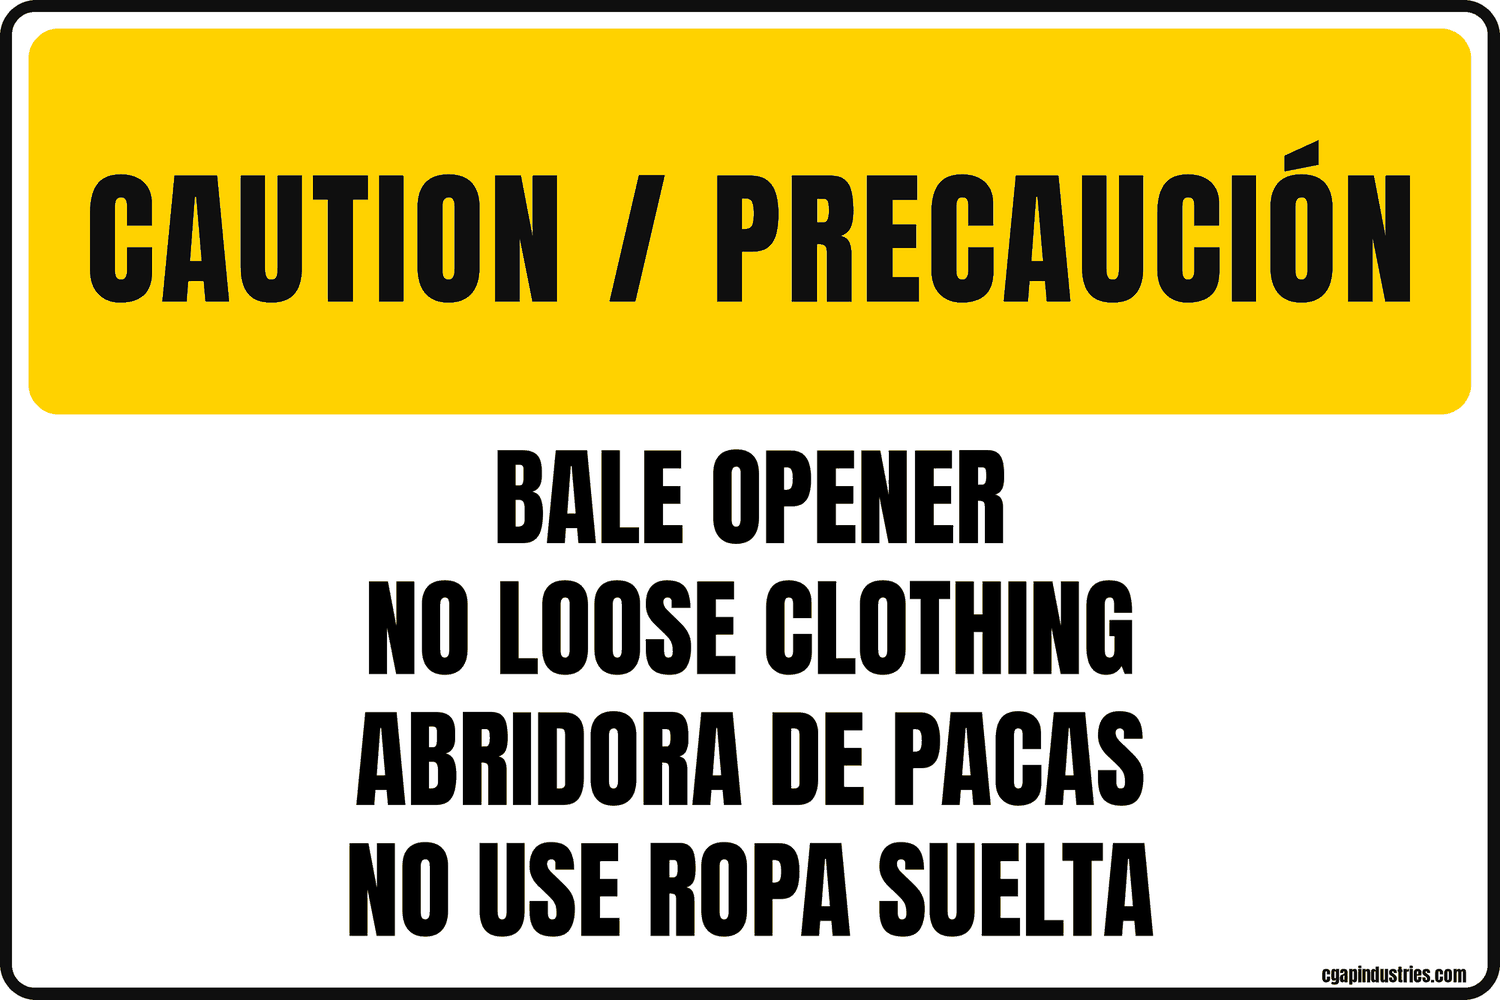 CAUTION / PRECAUCIÓN
BALE OPENER
NO LOOSE CLOTHING
ABRIDORA DE PACAS
NO USE ROPA SUELTA
cgapindustries.com